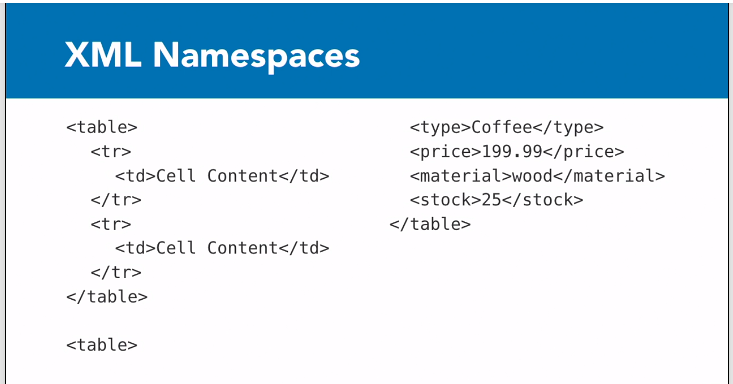 XML Namespaces
<table>
<tr>
<td>Cell Content</td>
</tr>
<tr>
<td>Cell Content</td>
</tr>
</table>
<table>
<type>Coffee</type>
<price>199.99</price>
<material>wood</material>
<stock>25</stock>
</table>